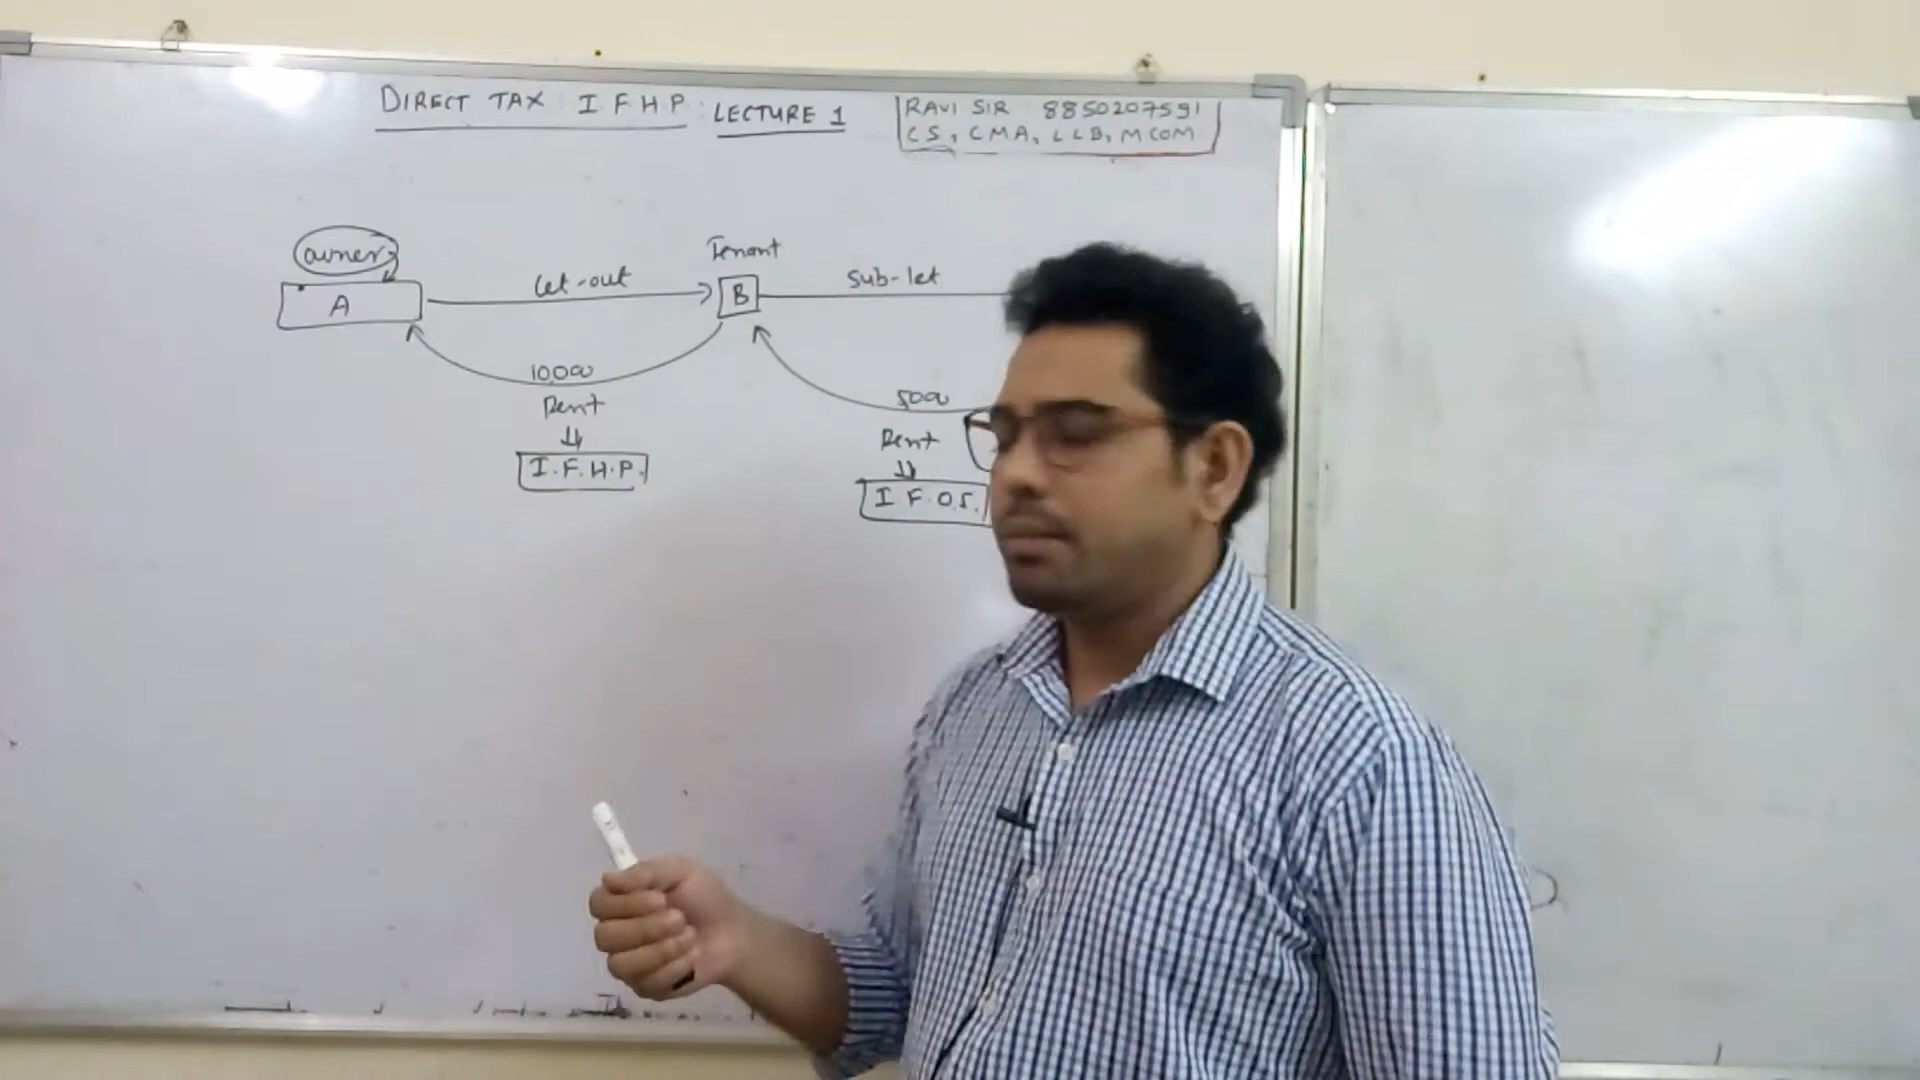 DIRECT TAX : I F H P : LECTURE 1
RAVI SIR 8850207591
CS, CMA, LLB, MCOM
owner
Tenant
A
let-out
B
Sub-let
10,000
Rent
I.F.H.P.
5000
Rent
I F.O.S.